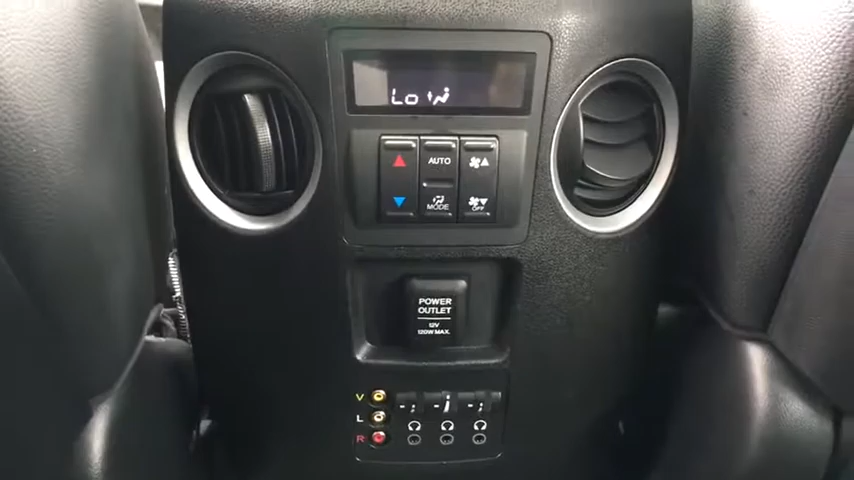 Lo
AUTO
MODE
OFF
POWER
OUTLET
12V
120W MAX.
V
L
R